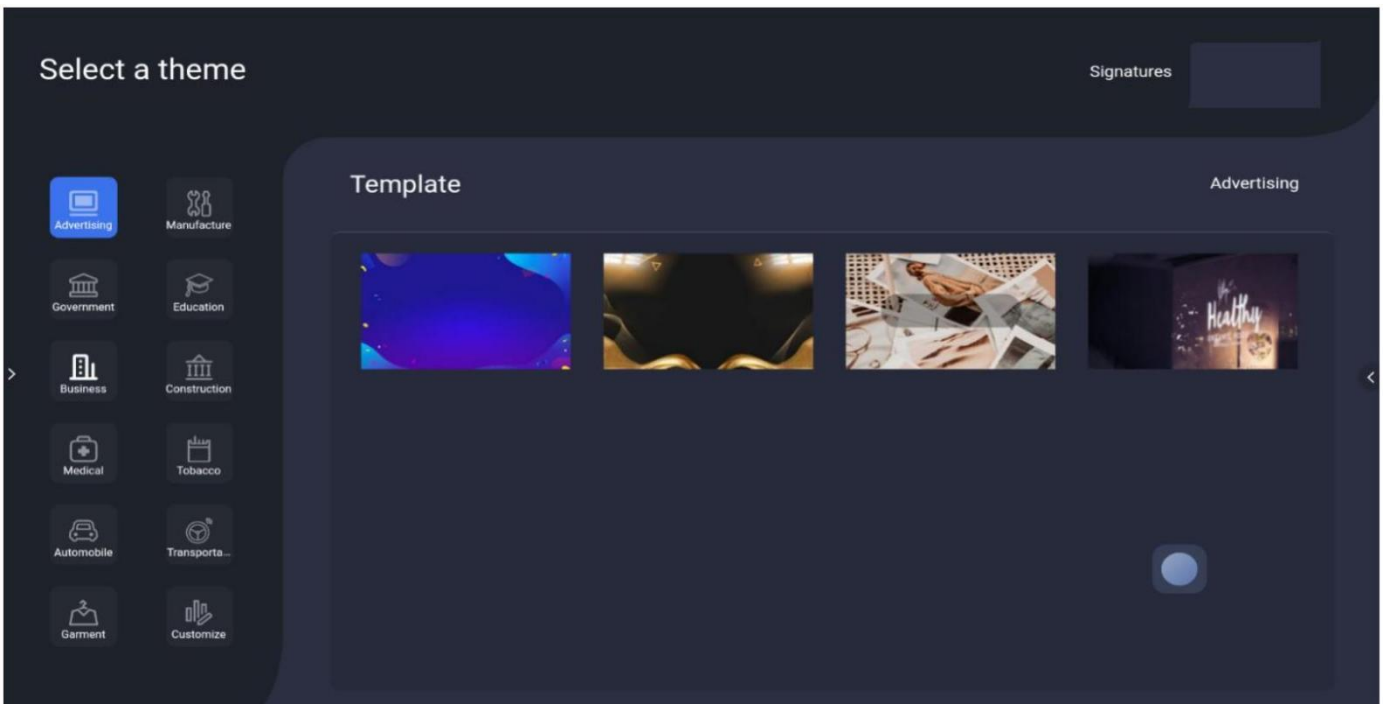 Select a theme
Signatures
Template
Advertising
Advertising
Manufacture
Government
Education
Business
Construction
Medical
Tobacco
Automobile
Transporta...
Garment
Customize
Healthy